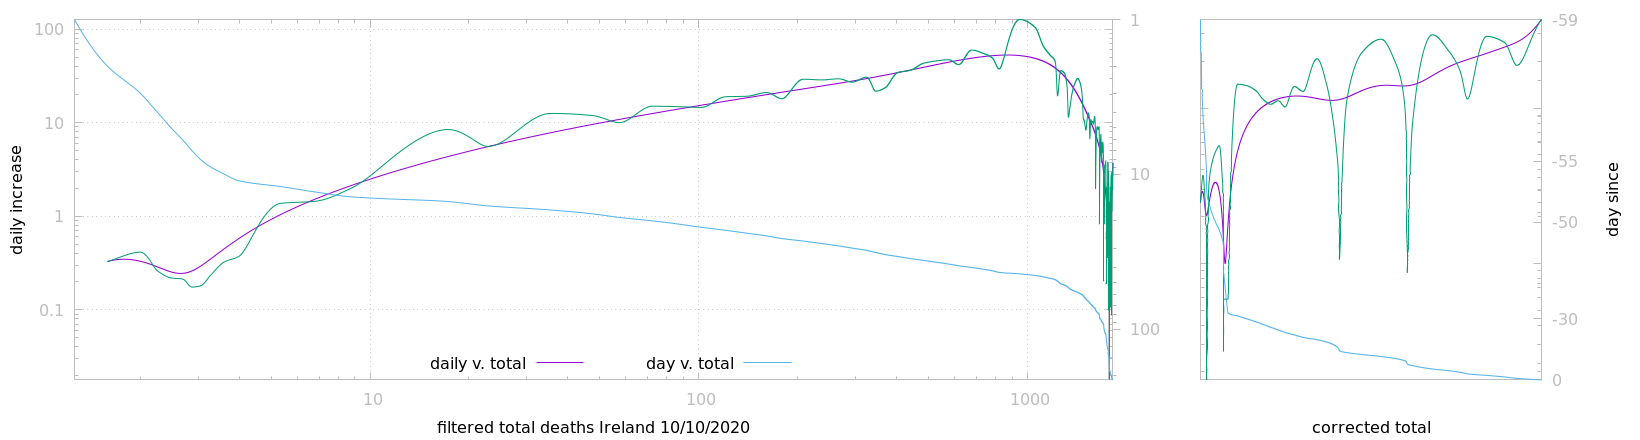 100
10
1
0.1
daily increase
daily v. total
day v. total
10
100
1000
filtered total deaths Ireland 10/10/2020
1
10
100
-59
-55
-50
-30
0
day since
corrected total